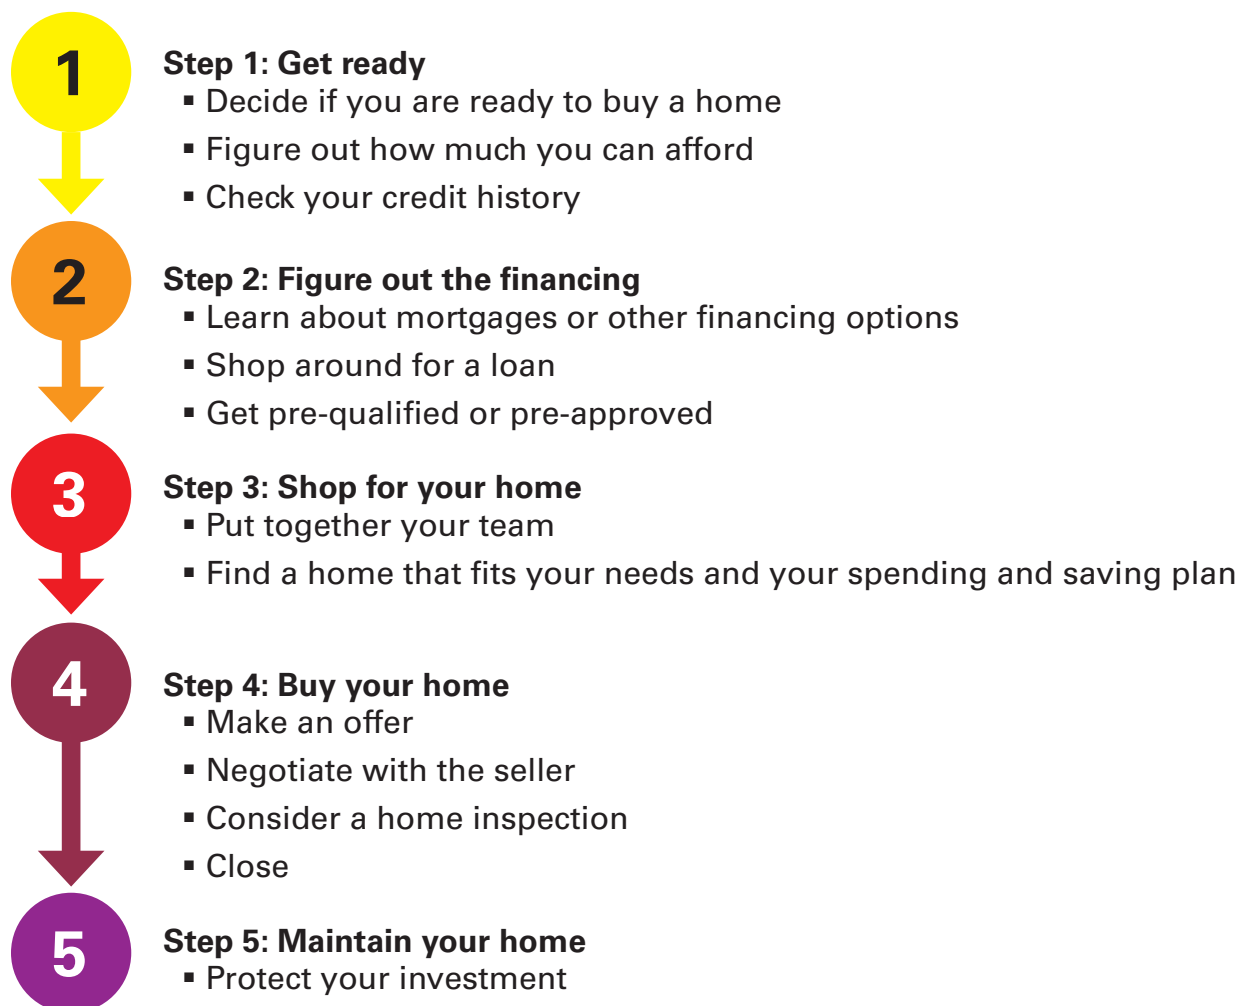 1
Step 1: Get ready
▪ Decide if you are ready to buy a home
▪ Figure out how much you can afford
▪ Check your credit history
2
Step 2: Figure out the financing
▪ Learn about mortgages or other financing options
▪ Shop around for a loan
▪ Get pre-qualified or pre-approved
3
Step 3: Shop for your home
▪ Put together your team
▪ Find a home that fits your needs and your spending and saving plan
4
Step 4: Buy your home
▪ Make an offer
▪ Negotiate with the seller
▪ Consider a home inspection
▪ Close
5
Step 5: Maintain your home
▪ Protect your investment